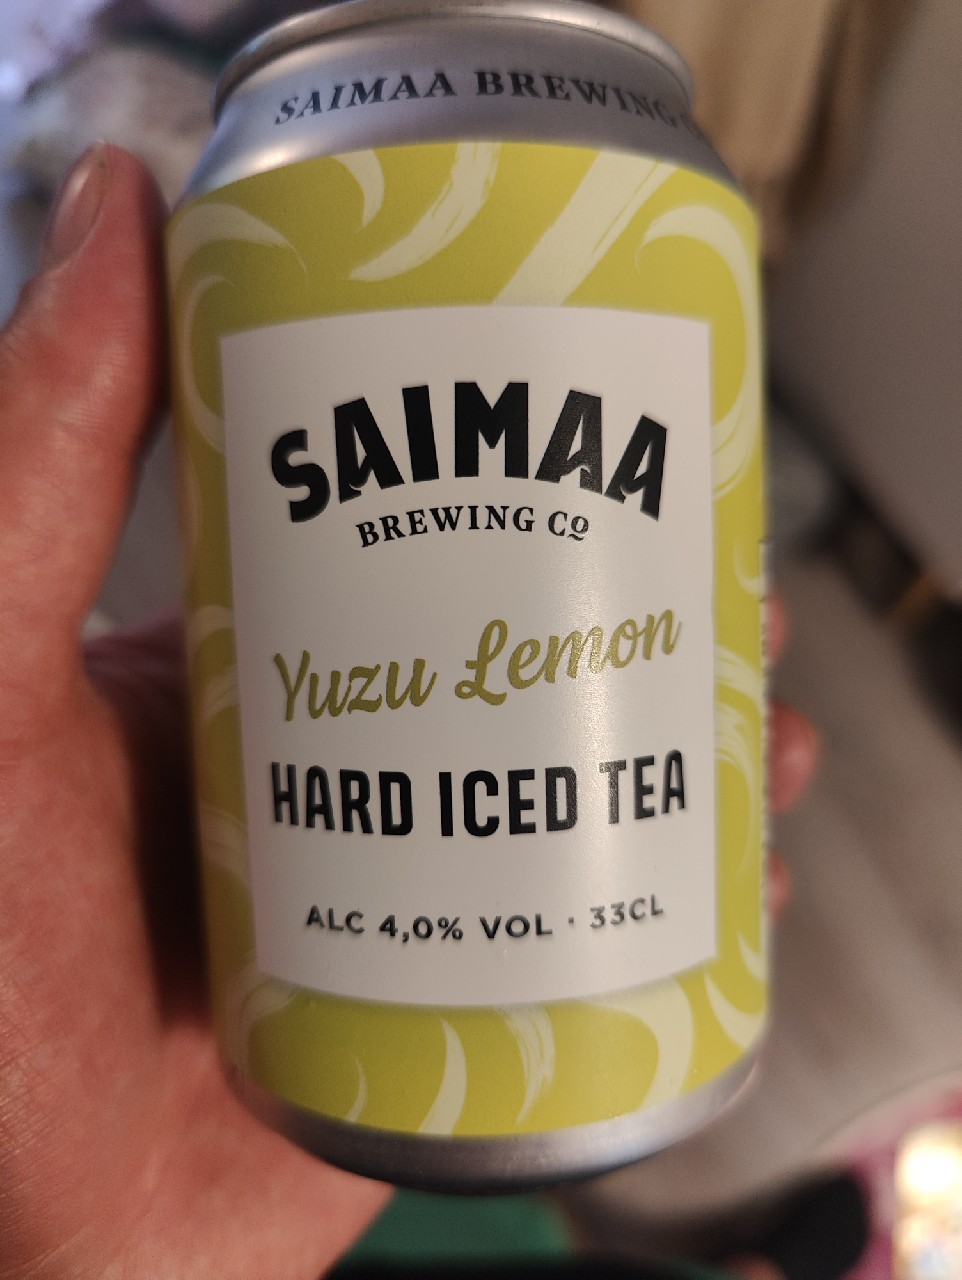 SAIMAA BREWING
SAIMAA
BREWING Co
Yuzu Lemon
HARD ICED TEA
ALC 4,0% VOL · 33CL